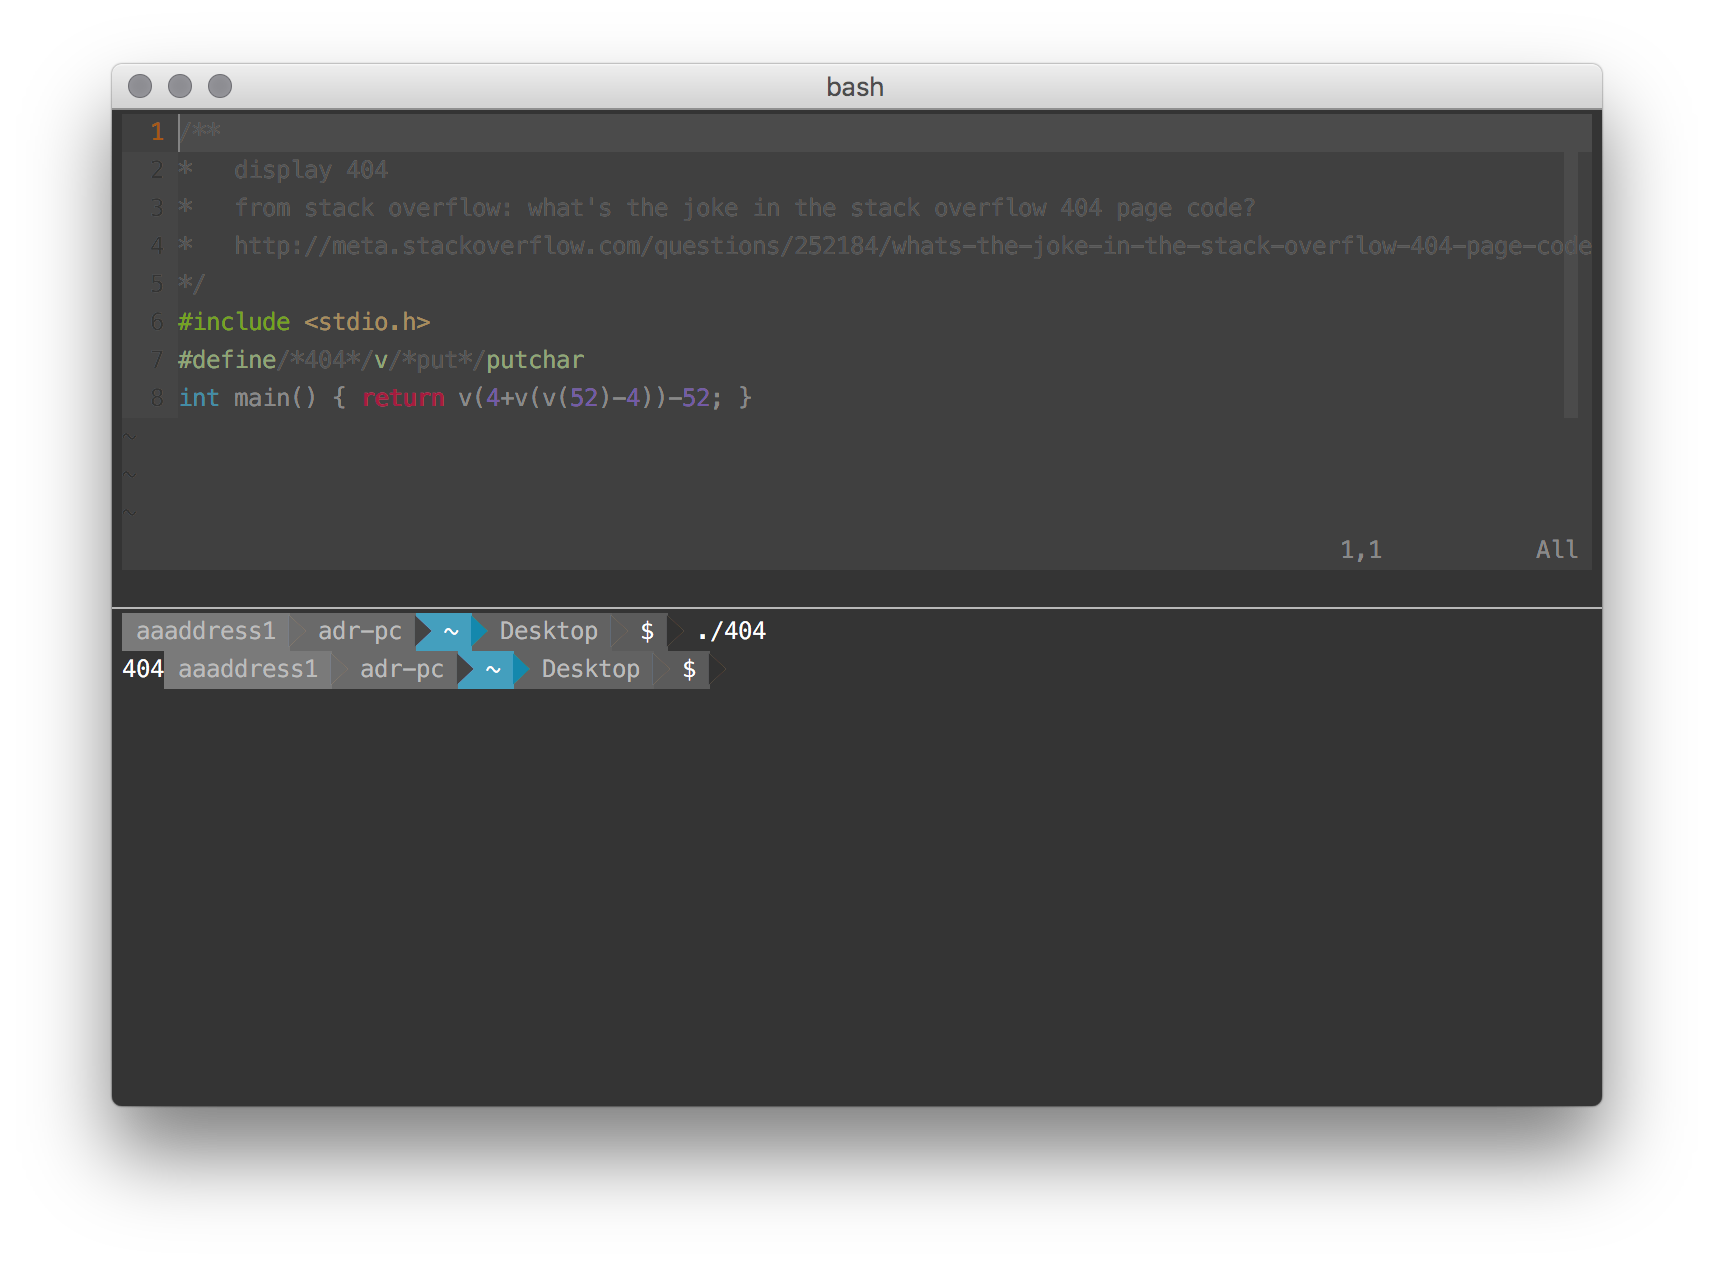 bash
1 /**
2 *   display 404
3 *   from stack overflow: what's the joke in the stack overflow 404 page code?
4 *   http://meta.stackoverflow.com/questions/252184/whats-the-joke-in-the-stack-overflow-404-page-code
5 */
6 #include <stdio.h>
7 #define/*404*/v/*put*/putchar
8 int main() { return v(4+v(v(52)-4))-52; }
~
~
~
1,1 All
aaaddress1 adr-pc ~ Desktop $ ./404
404 aaaddress1 adr-pc ~ Desktop $